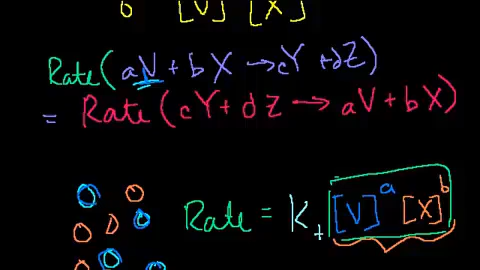 b [V] [X]
Rate(aV + bX → cY + dZ)
= Rate(cY + dZ → aV + bX)
Rate = K₊ [V]ᵃ [X]ᵇ